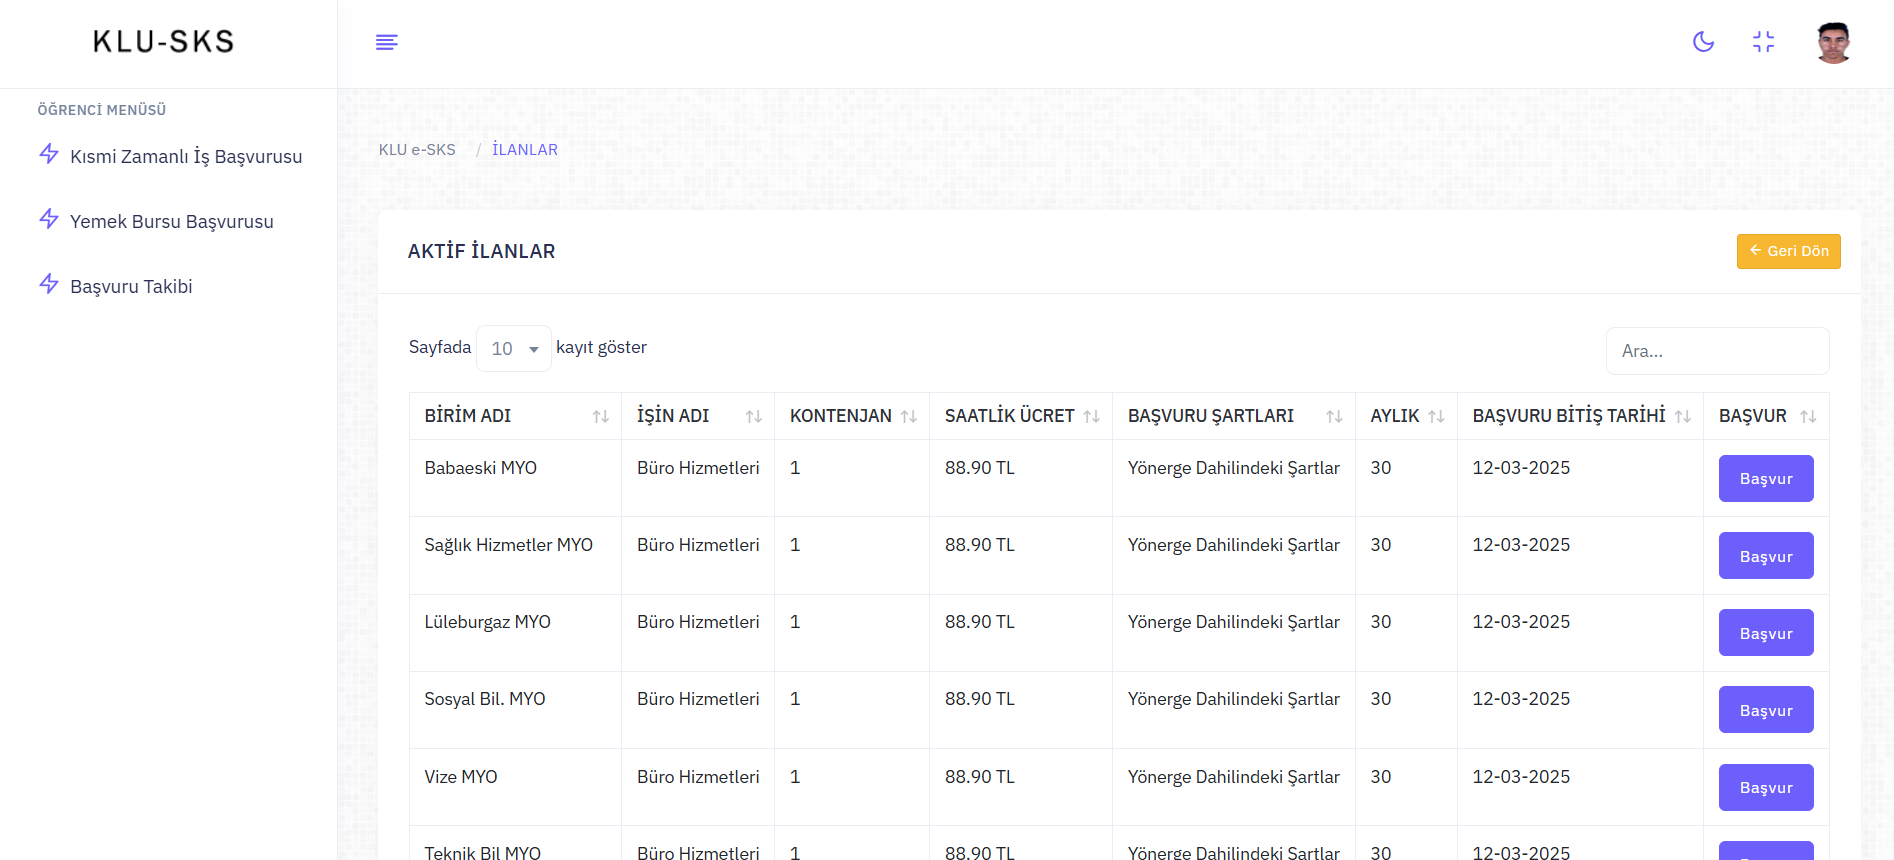 KLU-SKS
ÖĞRENCİ MENÜSÜ
Kısmi Zamanlı İş Başvurusu
Yemek Bursu Başvurusu
Başvuru Takibi
KLU e-SKS / İLANLAR
AKTİF İLANLAR
Geri Dön
Sayfada 10 kayıt göster
Ara...
BİRİM ADI İŞİN ADI KONTENJAN SAATLİK ÜCRET BAŞVURU ŞARTLARI AYLIK BAŞVURU BİTİŞ TARİHİ BAŞVUR
Babaeski MYO Büro Hizmetleri 1 88.90 TL Yönerge Dahilindeki Şartlar 30 12-03-2025 Başvur
Sağlık Hizmetler MYO Büro Hizmetleri 1 88.90 TL Yönerge Dahilindeki Şartlar 30 12-03-2025 Başvur
Lüleburgaz MYO Büro Hizmetleri 1 88.90 TL Yönerge Dahilindeki Şartlar 30 12-03-2025 Başvur
Sosyal Bil. MYO Büro Hizmetleri 1 88.90 TL Yönerge Dahilindeki Şartlar 30 12-03-2025 Başvur
Vize MYO Büro Hizmetleri 1 88.90 TL Yönerge Dahilindeki Şartlar 30 12-03-2025 Başvur
Teknik Bil MYO Büro Hizmetleri 1 88.90 TL Yönerge Dahilindeki Şartlar 30 12-03-2025